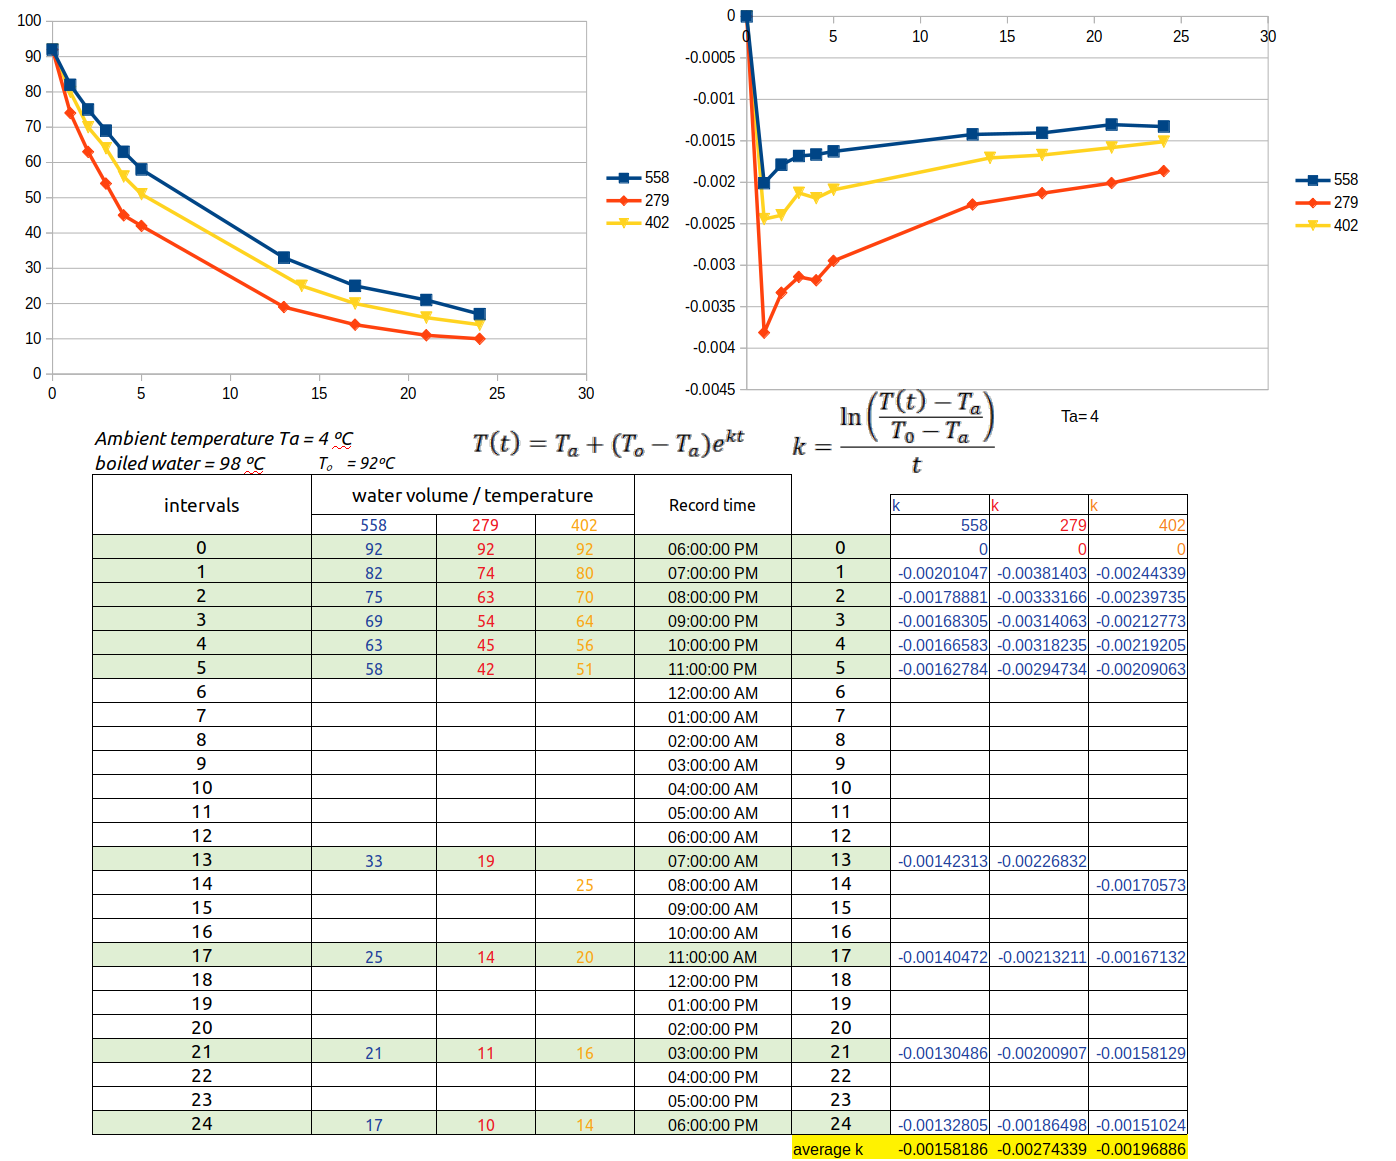 100
90
80
70
60
50
40
30
20
10
0
0 5 10 15 20 25 30
558
279
402
0
-0.0005
-0.001
-0.0015
-0.002
-0.0025
-0.003
-0.0035
-0.004
-0.0045
0 5 10 15 20 25 30
558
279
402
Ambient temperature Ta = 4 ºC
boiled water = 98 ºC T₀ = 92ºC
T(t) = Tₐ + (Tₒ − Tₐ)eᵏᵗ
k = ln((T(t) − Tₐ)/(T₀ − Tₐ))/t
Ta= 4
intervals water volume / temperature Record time
k k k
558 279 402 558 279 402
0 92 92 92 06:00:00 PM 0 0 0 0
1 82 74 80 07:00:00 PM 1 -0.00201047 -0.00381403 -0.00244339
2 75 63 70 08:00:00 PM 2 -0.00178881 -0.00333166 -0.00239735
3 69 54 64 09:00:00 PM 3 -0.00168305 -0.00314063 -0.00212773
4 63 45 56 10:00:00 PM 4 -0.00166583 -0.00318235 -0.00219205
5 58 42 51 11:00:00 PM 5 -0.00162784 -0.00294734 -0.00209063
6 12:00:00 AM 6
7 01:00:00 AM 7
8 02:00:00 AM 8
9 03:00:00 AM 9
10 04:00:00 AM 10
11 05:00:00 AM 11
12 06:00:00 AM 12
13 33 19 07:00:00 AM 13 -0.00142313 -0.00226832
14 25 08:00:00 AM 14 -0.00170573
15 09:00:00 AM 15
16 10:00:00 AM 16
17 25 14 20 11:00:00 AM 17 -0.00140472 -0.00213211 -0.00167132
18 12:00:00 PM 18
19 01:00:00 PM 19
20 02:00:00 PM 20
21 21 11 16 03:00:00 PM 21 -0.00130486 -0.00200907 -0.00158129
22 04:00:00 PM 22
23 05:00:00 PM 23
24 17 10 14 06:00:00 PM 24 -0.00132805 -0.00186498 -0.00151024
average k -0.00158186 -0.00274339 -0.00196886